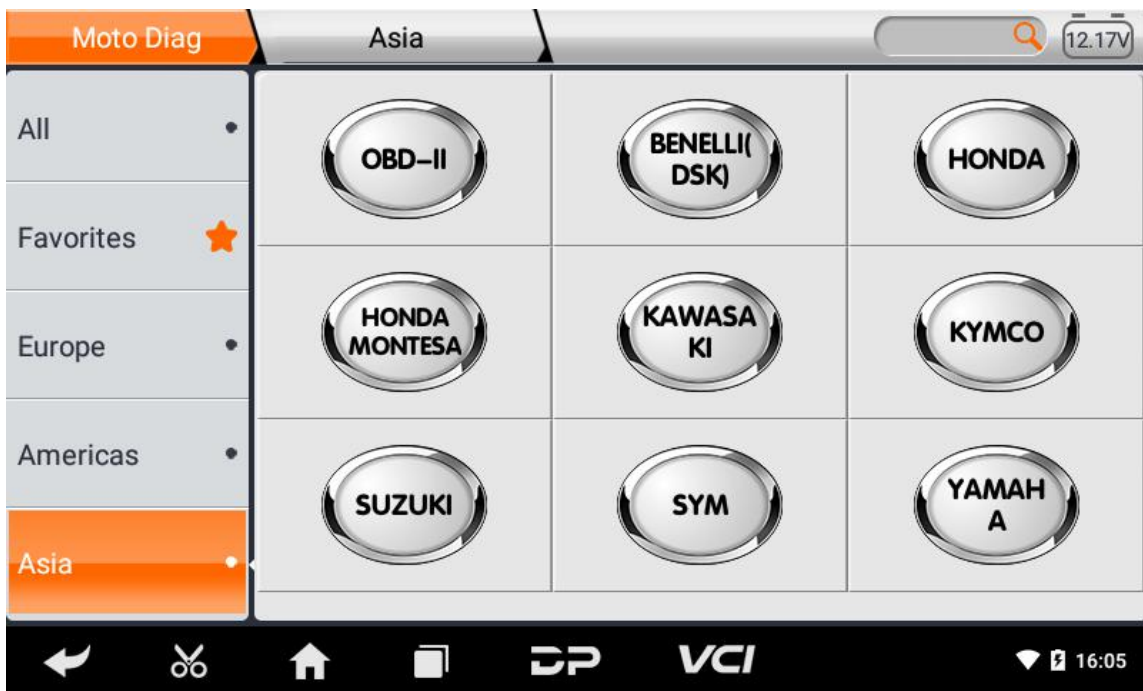 Moto Diag
Asia
12.17V
All
Favorites
Europe
Americas
Asia
OBD-II
BENELLI(
DSK)
HONDA
HONDA
MONTESA
KAWASA
KI
KYMCO
SUZUKI
SYM
YAMAH
A
DP
VCI
16:05